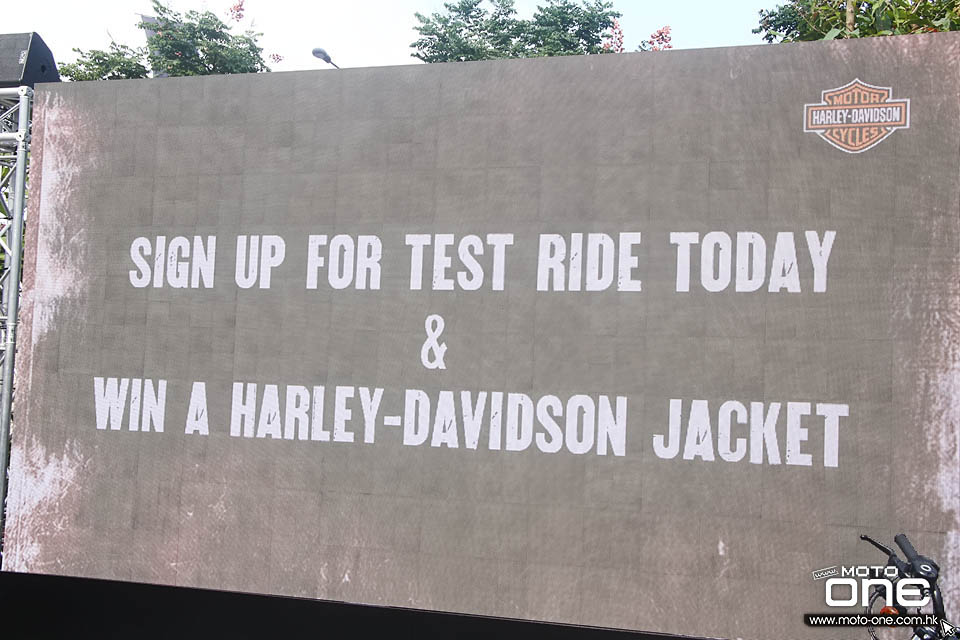 MOTOR
HARLEY-DAVIDSON
CYCLES
SIGN UP FOR TEST RIDE TODAY
&
WIN A HARLEY-DAVIDSON JACKET
www. MOTO
ONE
www.moto-one.com.hk